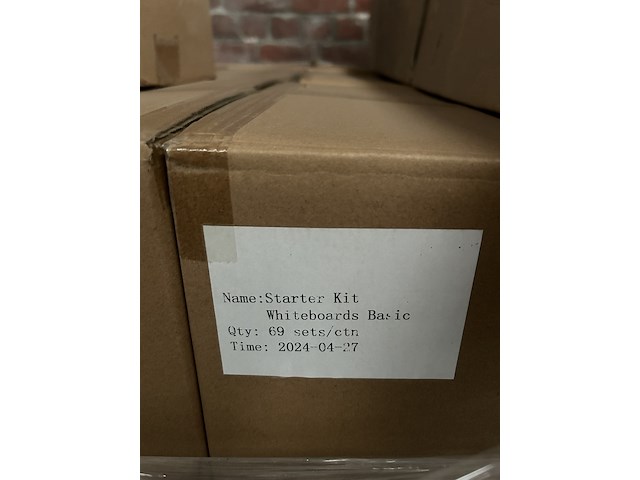 Name:Starter Kit
Whiteboards Basic
Qty: 69 sets/ctn
Time: 2024-04-27